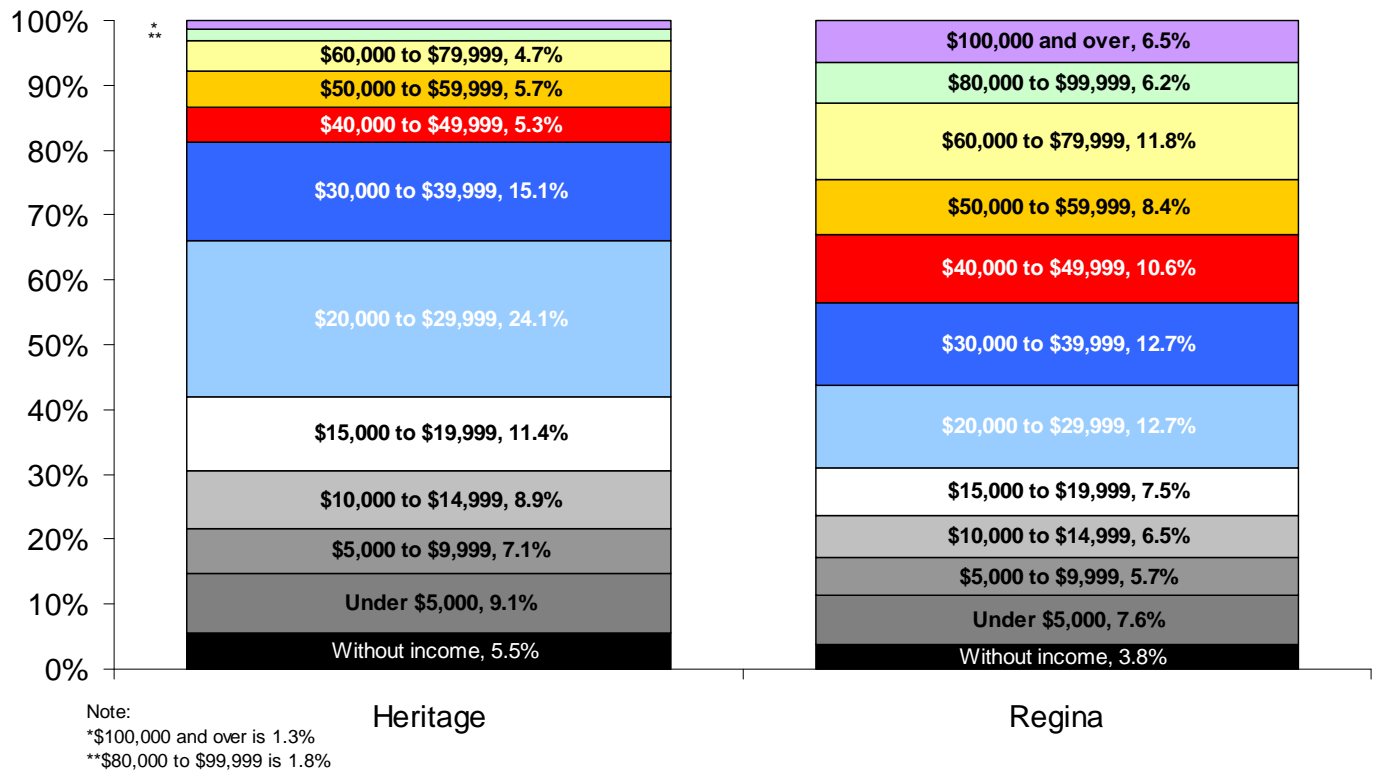 100%
90%
80%
70%
60%
50%
40%
30%
20%
10%
0%
*
**
$60,000 to $79,999, 4.7%
$50,000 to $59,999, 5.7%
$40,000 to $49,999, 5.3%
$30,000 to $39,999, 15.1%
$20,000 to $29,999, 24.1%
$15,000 to $19,999, 11.4%
$10,000 to $14,999, 8.9%
$5,000 to $9,999, 7.1%
Under $5,000, 9.1%
Without income, 5.5%
$100,000 and over, 6.5%
$80,000 to $99,999, 6.2%
$60,000 to $79,999, 11.8%
$50,000 to $59,999, 8.4%
$40,000 to $49,999, 10.6%
$30,000 to $39,999, 12.7%
$20,000 to $29,999, 12.7%
$15,000 to $19,999, 7.5%
$10,000 to $14,999, 6.5%
$5,000 to $9,999, 5.7%
Under $5,000, 7.6%
Without income, 3.8%
Heritage
Regina
Note:
*$100,000 and over is 1.3%
**$80,000 to $99,999 is 1.8%